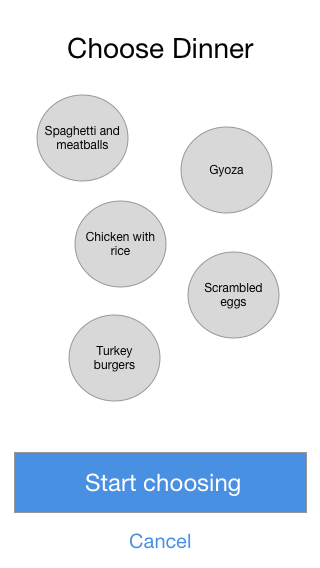 Choose Dinner
Spaghetti and
meatballs
Gyoza
Chicken with
rice
Scrambled
eggs
Turkey
burgers
Start choosing
Cancel